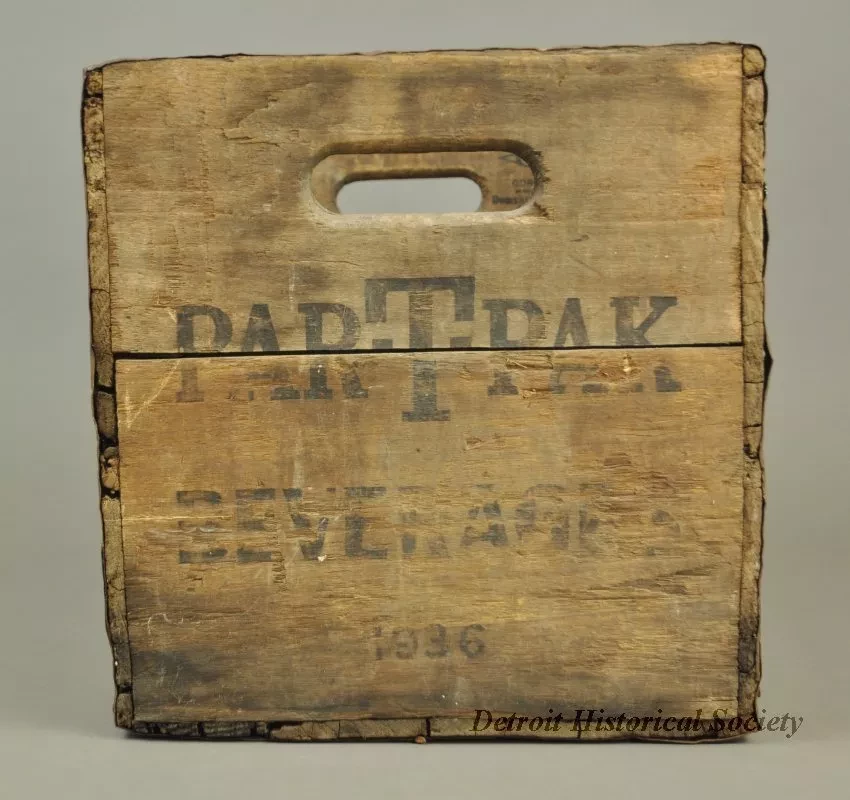 PAR-T-PAK
BEVERAGES
1936
Detroit Historical Society